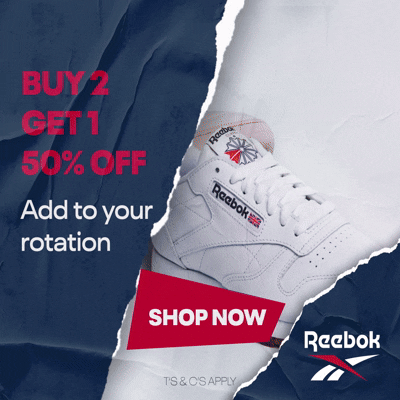 BUY 2
GET 1
50% OFF
Add to your
rotation
Reebok
Reebok
SHOP NOW
Reebok
T'S & C'S APPLY